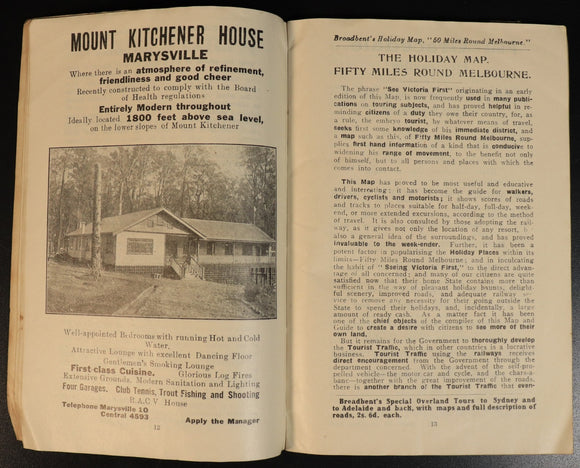 MOUNT KITCHENER HOUSE
MARYSVILLE
Where there is an atmosphere of refinement,
friendliness and good cheer
Recently constructed to comply with the Board
of Health regulations
Entirely Modern throughout
Ideally located 1800 feet above sea level,
on the lower slopes of Mount Kitchener
Well-appointed Bedrooms with running Hot and Cold
Water,
Attractive Lounge with excellent Dancing Floor
Gentlemen's Smoking Lounge
First-class Cuisine. Glorious Log Fires
Extensive Grounds, Modern Sanitation and Lighting
Four Garages. Club Tennis, Trout Fishing and Shooting
R.A.C.V House
Telephone Marysville 10
Central 4593
Apply the Manager
12
Broadbent's Holiday Map, "50 Miles Round Melbourne."
THE HOLIDAY MAP.
FIFTY MILES ROUND MELBOURNE.
The phrase "See Victoria First" originating in an early
edition of this Map, is now frequently used in many publi-
cations on touring subjects, and has proved helpful in re-
minding citizens of a duty they owe their country, for, as
a rule, the embryo tourist, by whatever means of travel,
seeks first some knowledge of his immediate district, and
a map such as this, of Fifty Miles Round Melbourne, sup-
plies first hand information of a kind that is conducive to
widening his range of movement, to the benefit not only
of himself, but to all persons and places with which he
comes into contact.
This Map has proved to be most useful and educative
and interesting; it has become the guide for walkers,
drivers, cyclists and motorists; it shows scores of roads
and tracks to places suitable for half-day, full-day, week-
end, or more extended excursions, according to the method
of travel. It is also consulted by those adopting the rail-
way, as it gives not only the location of any resort, but
also a general idea of the surroundings, and has proved
invaluable to the week-ender. Further, it has been a
potent factor in popularising the Holiday Places within its
limits—Fifty Miles Round Melbourne; and in inculcating
the habit of "Seeing Victoria First," to the direct advan-
tage of all concerned; and many of our citizens are quite
satisfied now that their home State contains more than
sufficient in the way of pleasant holiday haunts, delight-
ful scenery, improved roads, and adequate railway ser-
vice to remove any necessity for their going outside the
State to spend their holidays, and, incidentally, a large
amount of ready cash. As a matter of fact it has been
one of the chief objects of the compiler of this Map and
Guide to create a desire with citizens to see more of their
own land.
But it remains for the Government to thoroughly develop
the Tourist Traffic, which in other countries is a lucrative
business. Tourist Traffic using the railways receives
direct encouragement from the Government through the
department concerned. With the advent of the self-pro-
pelled vehicle—the motor car and cycle, and the char-a-
banc—together with the great improvement of the roads,
there is another branch of the Tourist Traffic that ever-
Broadbent's Special Overland Tours to Sydney and
to Adelaide and back, with maps and full description of
roads, 2s. 6d. each.
13